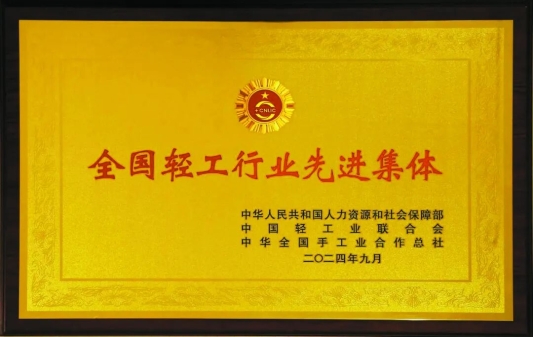 CNLIC
全国轻工行业先进集体
中华人民共和国人力资源和社会保障部
中国轻工业联合会
中华全国手工业合作总社
二〇二四年九月